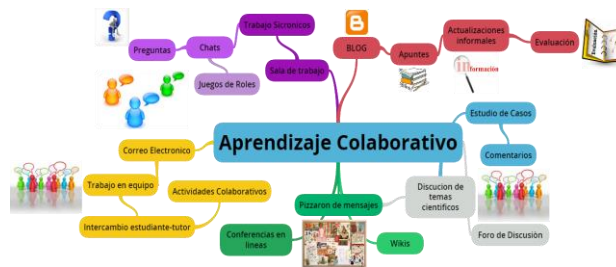 Trabajo Sicronicos
Preguntas
Chats
Juegos de Roles
Sala de trabajo
BLOG
Apuntes
Actualizaciones
informales
Evaluación
Información
Estudio de Casos
Comentarios
Aprendizaje Colaborativo
Correo Electronico
Trabajo en equipo
Actividades Colaborativos
Intercambio estudiante-tutor
Pizzaron de mensajes
Conferencias en
lineas
Wikis
Discucion de
temas
cientificos
Foro de Discusión